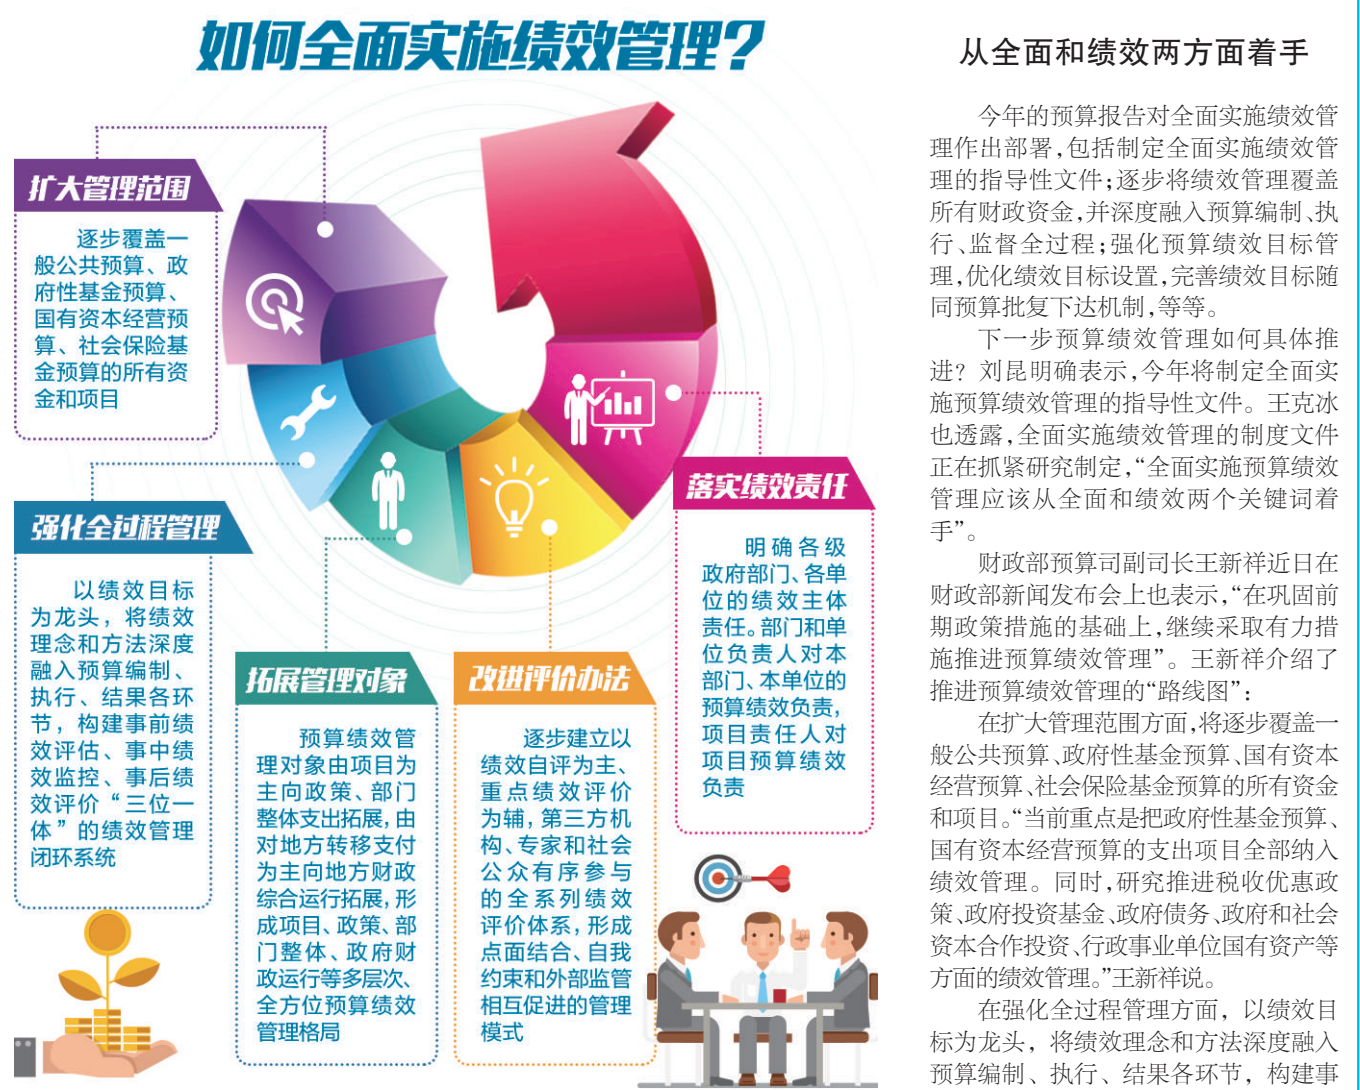 如何全面实施绩效管理?
扩大管理范围
逐步覆盖一
般公共预算、政
府性基金预算、
国有资本经营预
算、社会保险基
金预算的所有资
金和项目
强化全过程管理
以绩效目标
为龙头，将绩效
理念和方法深度
融入预算编制、
执行、结果各环
节，构建事前绩
效评估、事中绩
效监控、事后绩
效评价“三位一
体”的绩效管理
闭环系统
拓展管理对象
预算绩效管
理对象由项目为
主向政策、部门
整体支出拓展，由
对地方转移支付
为主向地方财政
综合运行拓展，形
成项目、政策、部
门整体、政府财
政运行等多层次、
全方位预算绩效
管理格局
改进评价办法
逐步建立以
绩效自评为主、
重点绩效评价
为辅，第三方机
构、专家和社会
公众有序参与
的全系列绩效
评价体系，形成
点面结合、自我
约束和外部监管
相互促进的管理
模式
落实绩效责任
明确各级
政府部门、各单
位的绩效主体
责任。部门和单
位负责人对本
部门、本单位的
预算绩效负责，
项目责任人对
项目预算绩效
负责
从全面和绩效两方面着手
今年的预算报告对全面实施绩效管
理作出部署，包括制定全面实施绩效管
理的指导性文件；逐步将绩效管理覆盖
所有财政资金，并深度融入预算编制、执
行、监督全过程；强化预算绩效目标管
理，优化绩效目标设置，完善绩效目标随
同预算批复下达机制，等等。
下一步预算绩效管理如何具体推
进？刘昆明确表示，今年将制定全面实
施预算绩效管理的指导性文件。王克冰
也透露，全面实施绩效管理的制度文件
正在抓紧研究制定，“全面实施预算绩效
管理应该从全面和绩效两个关键词着
手”。
财政部预算司副司长王新祥近日在
财政部新闻发布会上也表示，“在巩固前
期政策措施的基础上，继续采取有力措
施推进预算绩效管理”。王新祥介绍了
推进预算绩效管理的“路线图”：
在扩大管理范围方面，将逐步覆盖一
般公共预算、政府性基金预算、国有资本
经营预算、社会保险基金预算的所有资金
和项目。“当前重点是把政府性基金预算、
国有资本经营预算的支出项目全部纳入
绩效管理。同时，研究推进税收优惠政
策、政府投资基金、政府债务、政府和社会
资本合作投资、行政事业单位国有资产等
方面的绩效管理。”王新祥说。
在强化全过程管理方面，以绩效目
标为龙头，将绩效理念和方法深度融入
预算编制、执行、结果各环节，构建事